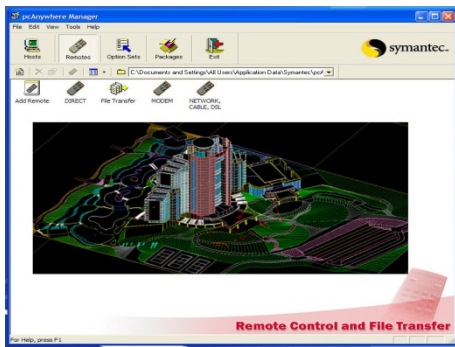 pcAnywhere Manager
File Edit View Tools Help
Hosts Remotes Option Sets Packages Exit
symantec.
C:\Documents and Settings\All Users\Application Data\Symantec\pcA
Add Remote DIRECT File Transfer MODEM NETWORK,
CABLE, DSL
Remote Control and File Transfer
For Help, press F1